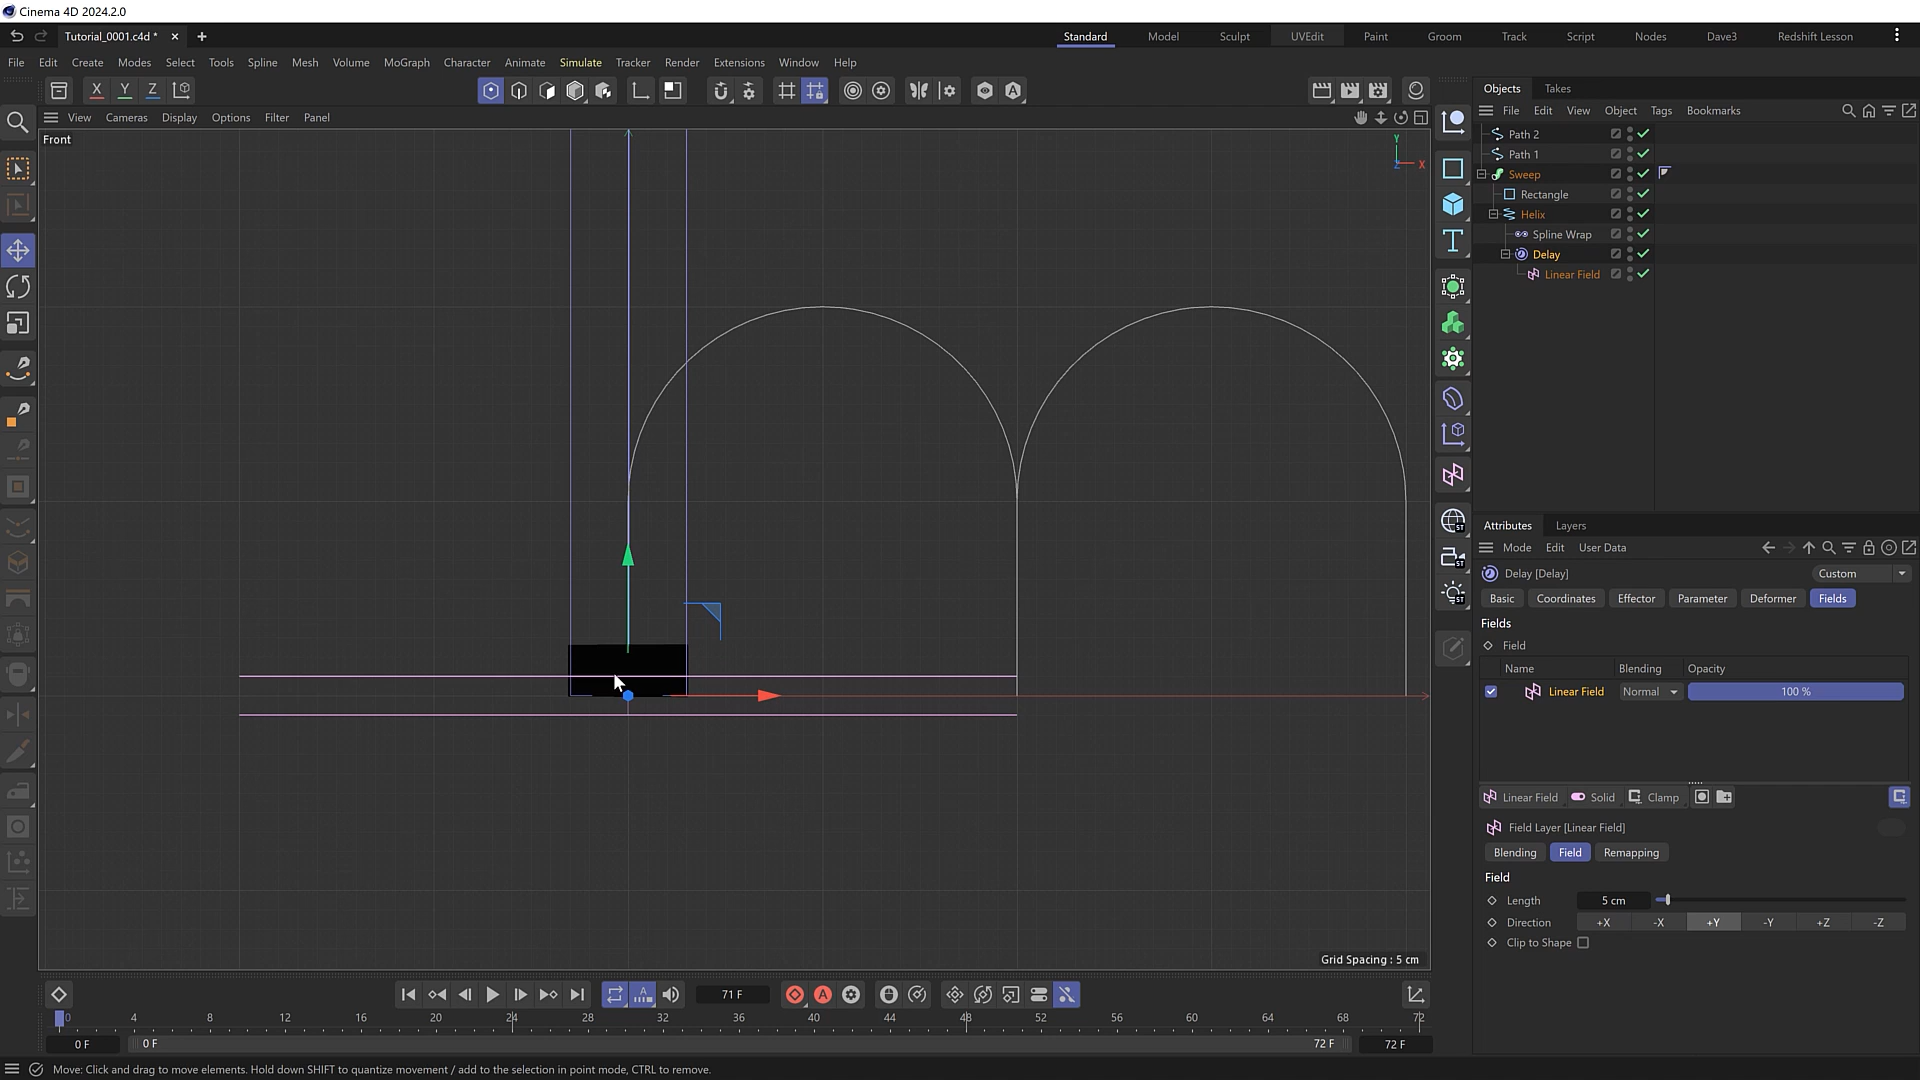 Cinema 4D 2024.2.0
Tutorial_0001.c4d *
Standard Model Sculpt UVEdit Paint Groom Track Script Nodes Dave3 Redshift Lesson
File Edit Create Modes Select Tools Spline Mesh Volume MoGraph Character Animate Simulate Tracker Render Extensions Window Help
X Y Z
Objects Takes
View Cameras Display Options Filter Panel
File Edit View Object Tags Bookmarks
Front
Y
Z X
Path 2
Path 1
Sweep
Rectangle
Helix
Spline Wrap
Delay
Linear Field
Attributes Layers
Mode Edit User Data
Delay [Delay] Custom
Basic Coordinates Effector Parameter Deformer Fields
Fields
Field
Name Blending Opacity
Linear Field Normal 100 %
Linear Field Solid Clamp
Field Layer [Linear Field]
Blending Field Remapping
Field
Length 5 cm
Direction +X -X +Y -Y +Z -Z
Clip to Shape
Grid Spacing : 5 cm
71 F
0 4 8 12 16 20 24 28 32 36 40 44 48 52 56 60 64 68 72
0 F 0 F 72 F 72 F
Move: Click and drag to move elements. Hold down SHIFT to quantize movement / add to the selection in point mode, CTRL to remove.